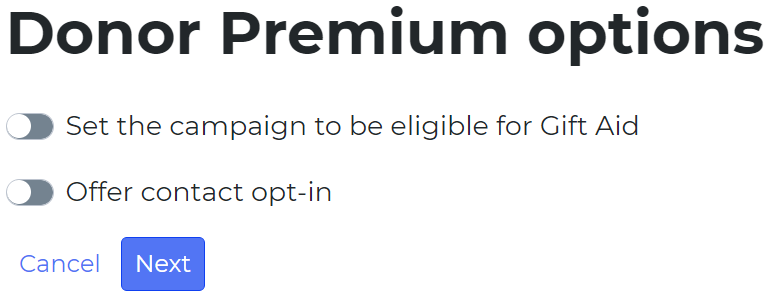 Donor Premium options
Set the campaign to be eligible for Gift Aid
Offer contact opt-in
Cancel Next